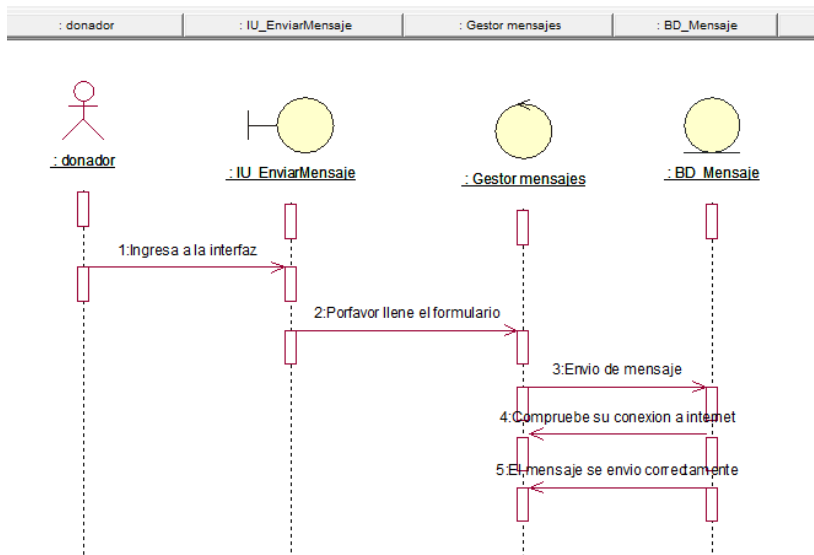 : donador
: IU_EnviarMensaje
: Gestor mensajes
: BD_Mensaje
: donador
: IU_EnviarMensaje
: Gestor mensajes
: BD_Mensaje
1:Ingresa a la interfaz
2:Porfavor llene el formulario
3:Envio de mensaje
4:Compruebe su conexion a internet
5:El mensaje se envio correctamente